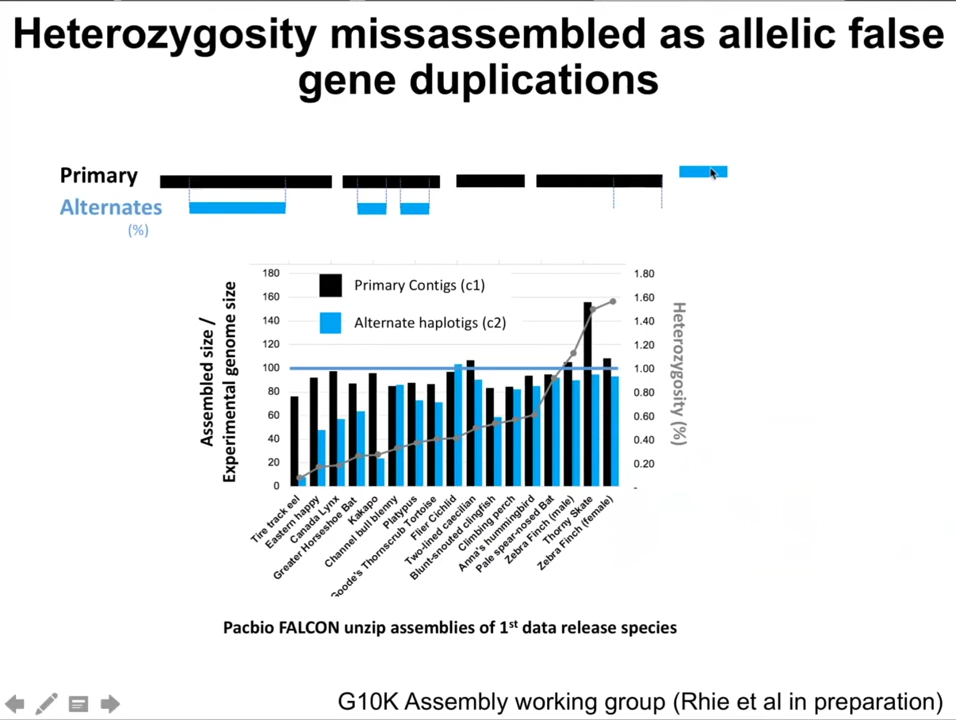 Heterozygosity missassembled as allelic false
gene duplications
Primary
Alternates
(%)
Assembled size /
Experimental genome size
180
160
140
120
100
80
60
40
20
0
Primary Contigs (c1)
Alternate haplotigs (c2)
1.80
1.60
1.40
1.20
1.00
0.80
0.60
0.40
0.20
-
Heterozygosity (%)
Tire track eel
Eastern happy
Canada Lynx
Greater Horseshoe Bat
Kakapo
Channel bull blenny
Platypus
Goode's Thornscrub Tortoise
Flier Cichlid
Two-lined caecilian
Blunt-snouted clingfish
Climbing perch
Anna's hummingbird
Pale spear-nosed Bat
Zebra Finch (male)
Thorny Skate
Zebra Finch (female)
Pacbio FALCON unzip assemblies of 1st data release species
G10K Assembly working group (Rhie et al in preparation)